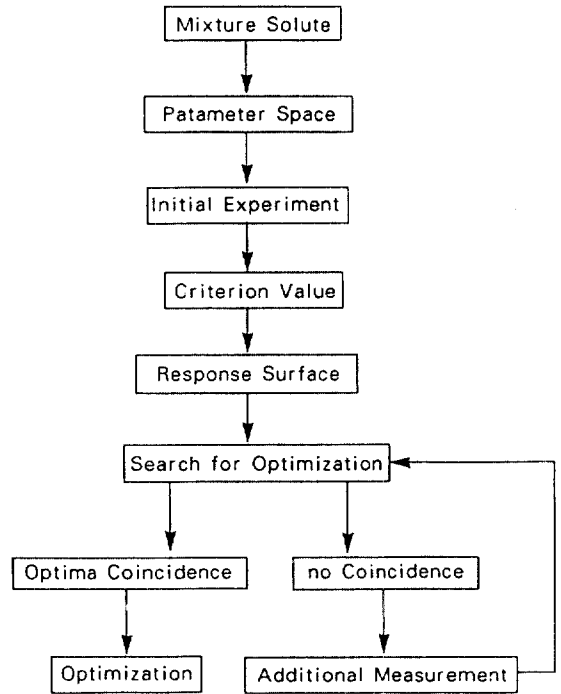 Mixture Solute
Patameter Space
Initial Experiment
Criterion Value
Response Surface
Search for Optimization
Optima Coincidence
no Coincidence
Optimization
Additional Measurement